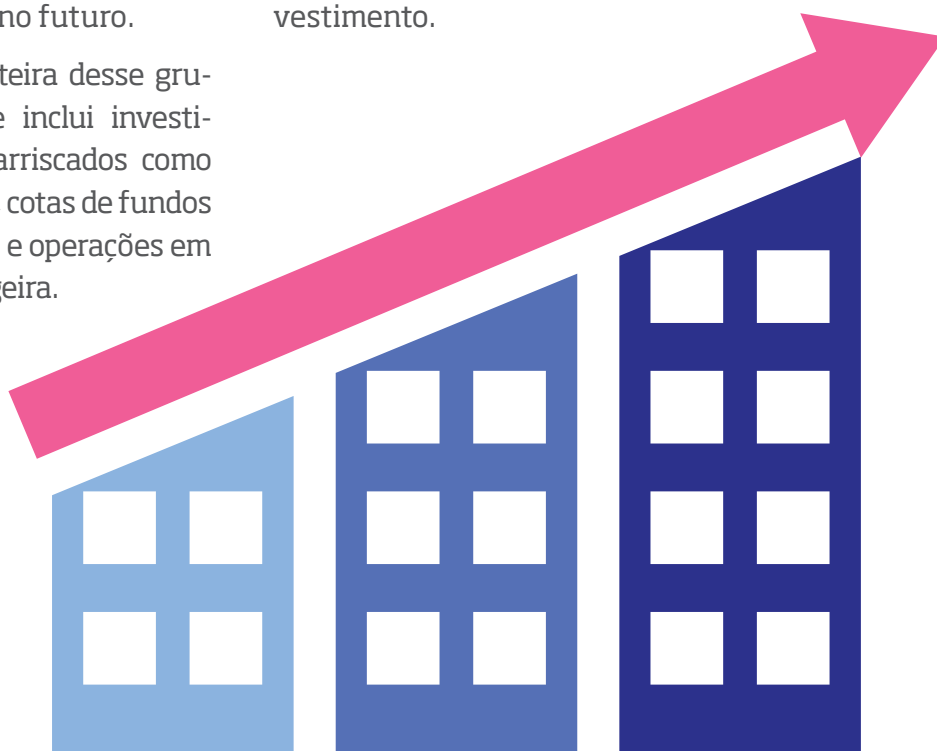 no futuro.
teira desse gru-
e inclui investi-
arriscados como
cotas de fundos
e operações em
geira.
vestimento.